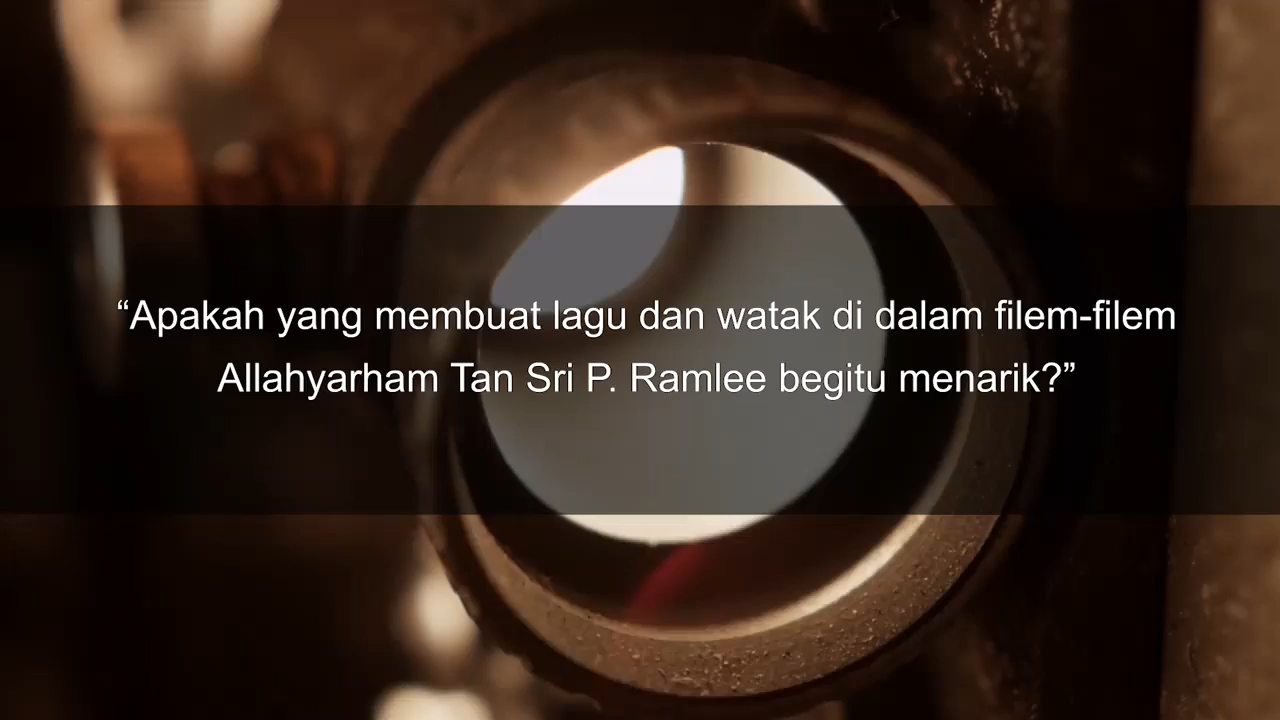 “Apakah yang membuat lagu dan watak di dalam filem-filem
Allahyarham Tan Sri P. Ramlee begitu menarik?”